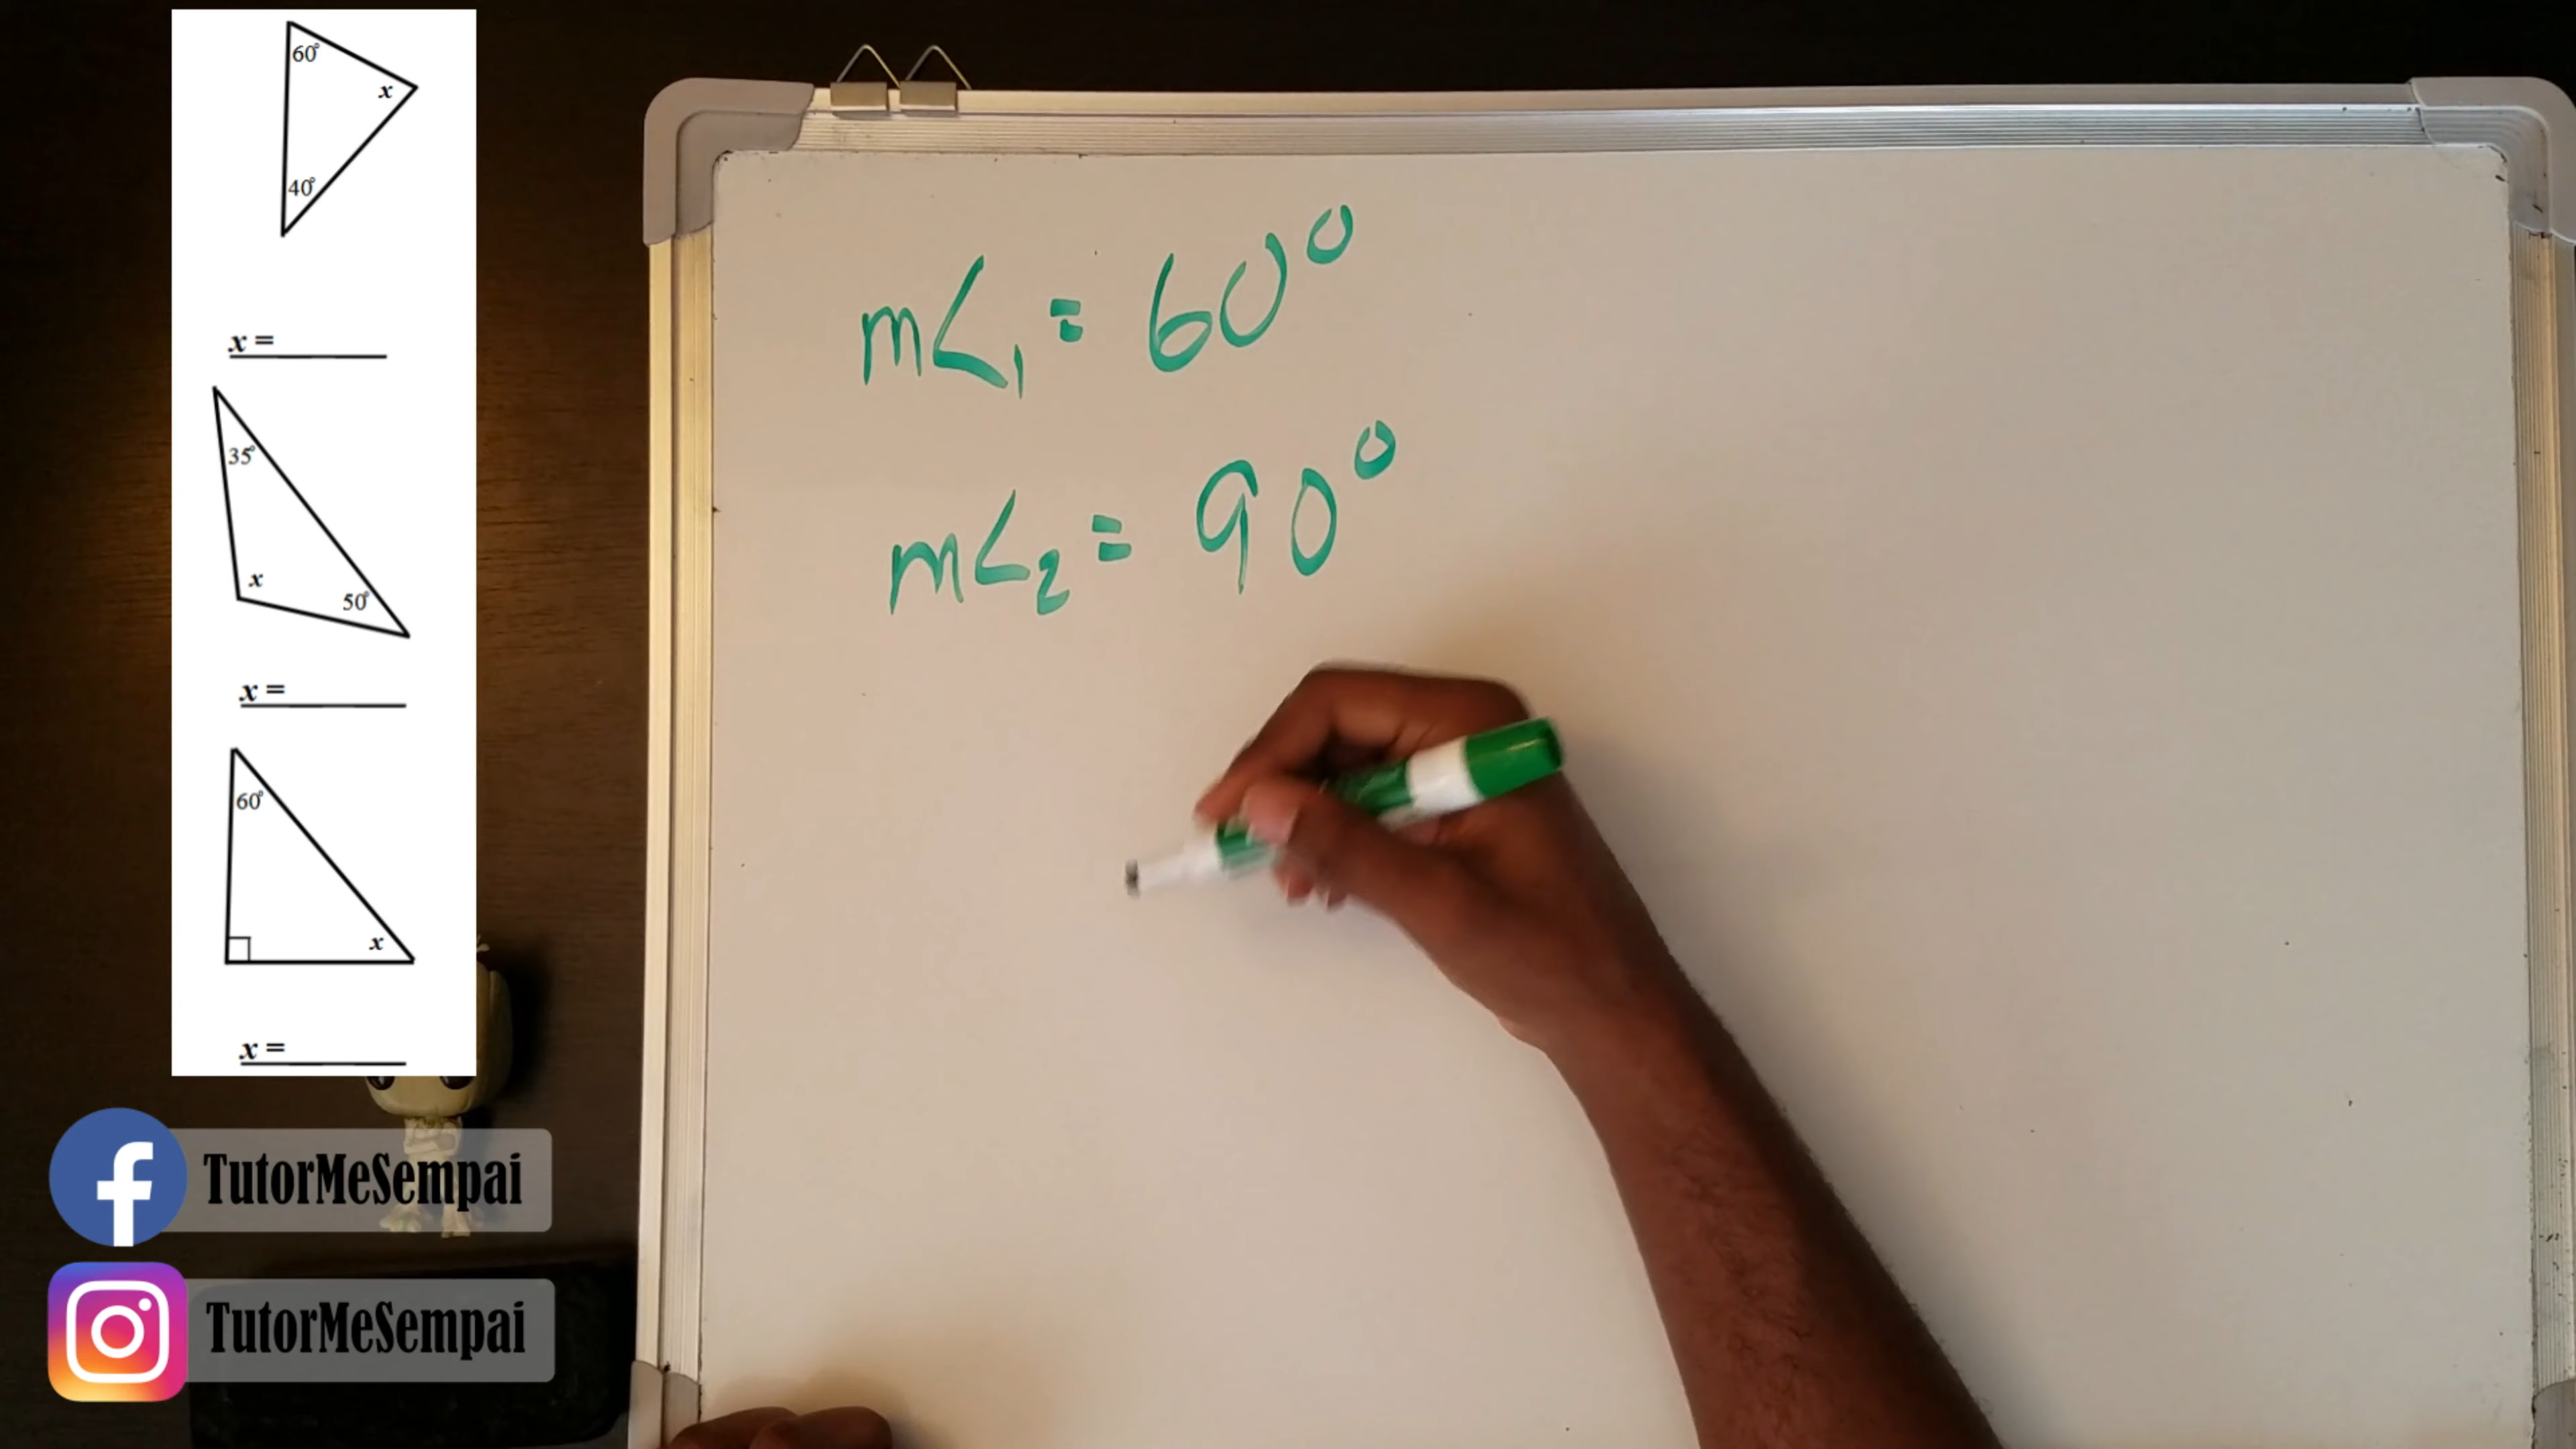 60°
x
40°
x =
35°
x
50°
x =
60°
x
x =
m∠1 = 60°
m∠2 = 90°
TutorMeSempai
TutorMeSempai